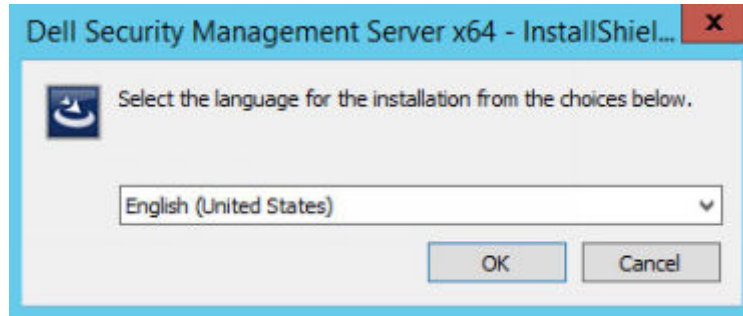 Dell Security Management Server x64 - InstallShiel...
Select the language for the installation from the choices below.
English (United States)
OK Cancel